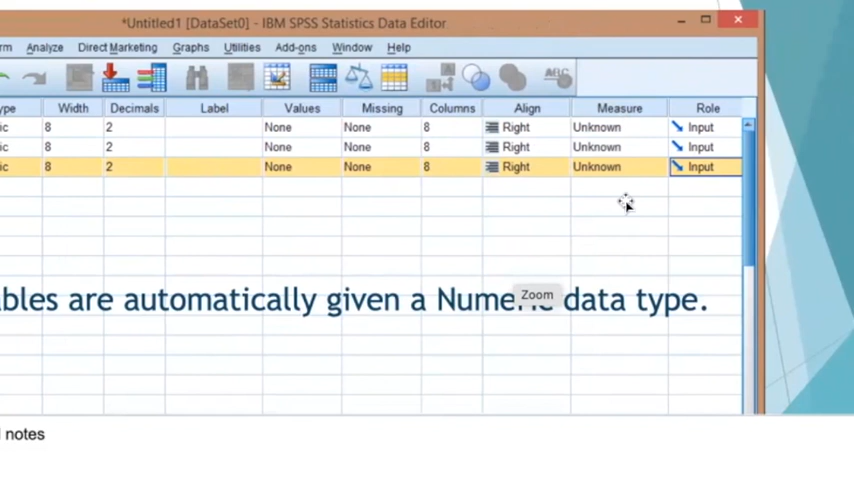 *Untitled1 [DataSet0] - IBM SPSS Statistics Data Editor
Analyze Direct Marketing Graphs Utilities Add-ons Window Help
Width Decimals Label Values Missing Columns Align Measure Role
8 2 None None 8 Right Unknown Input
8 2 None None 8 Right Unknown Input
8 2 None None 8 Right Unknown Input
are automatically given a data type.
Zoom
notes